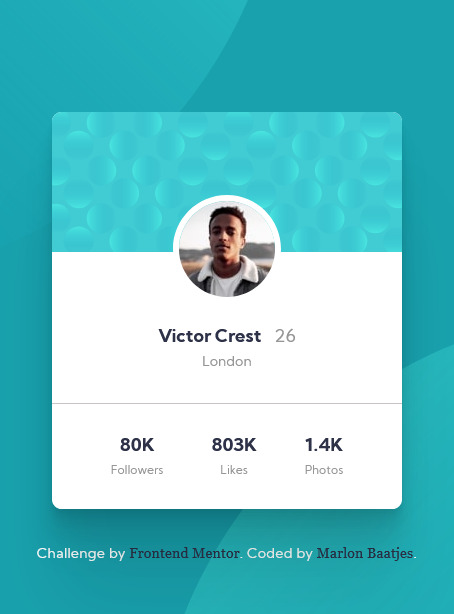 Victor Crest 26
London
80K 803K 1.4K
Followers Likes Photos
Challenge by Frontend Mentor. Coded by Marlon Baatjes.